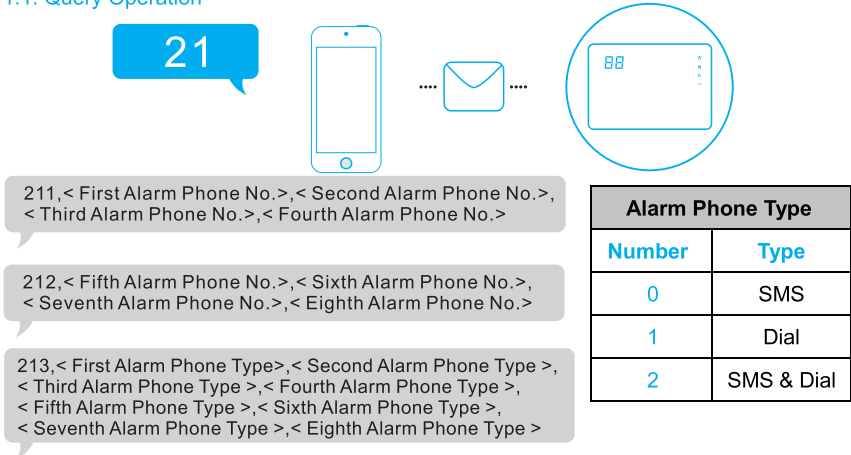 1.1. Query Operation
21
88
211,< First Alarm Phone No.>,< Second Alarm Phone No.>,
< Third Alarm Phone No.>,< Fourth Alarm Phone No.>
212,< Fifth Alarm Phone No.>,< Sixth Alarm Phone No.>,
< Seventh Alarm Phone No.>,< Eighth Alarm Phone No.>
213,< First Alarm Phone Type>,< Second Alarm Phone Type >,
< Third Alarm Phone Type >,< Fourth Alarm Phone Type >,
< Fifth Alarm Phone Type >,< Sixth Alarm Phone Type >,
< Seventh Alarm Phone Type >,< Eighth Alarm Phone Type >
Alarm Phone Type
Number Type
0 SMS
1 Dial
2 SMS & Dial